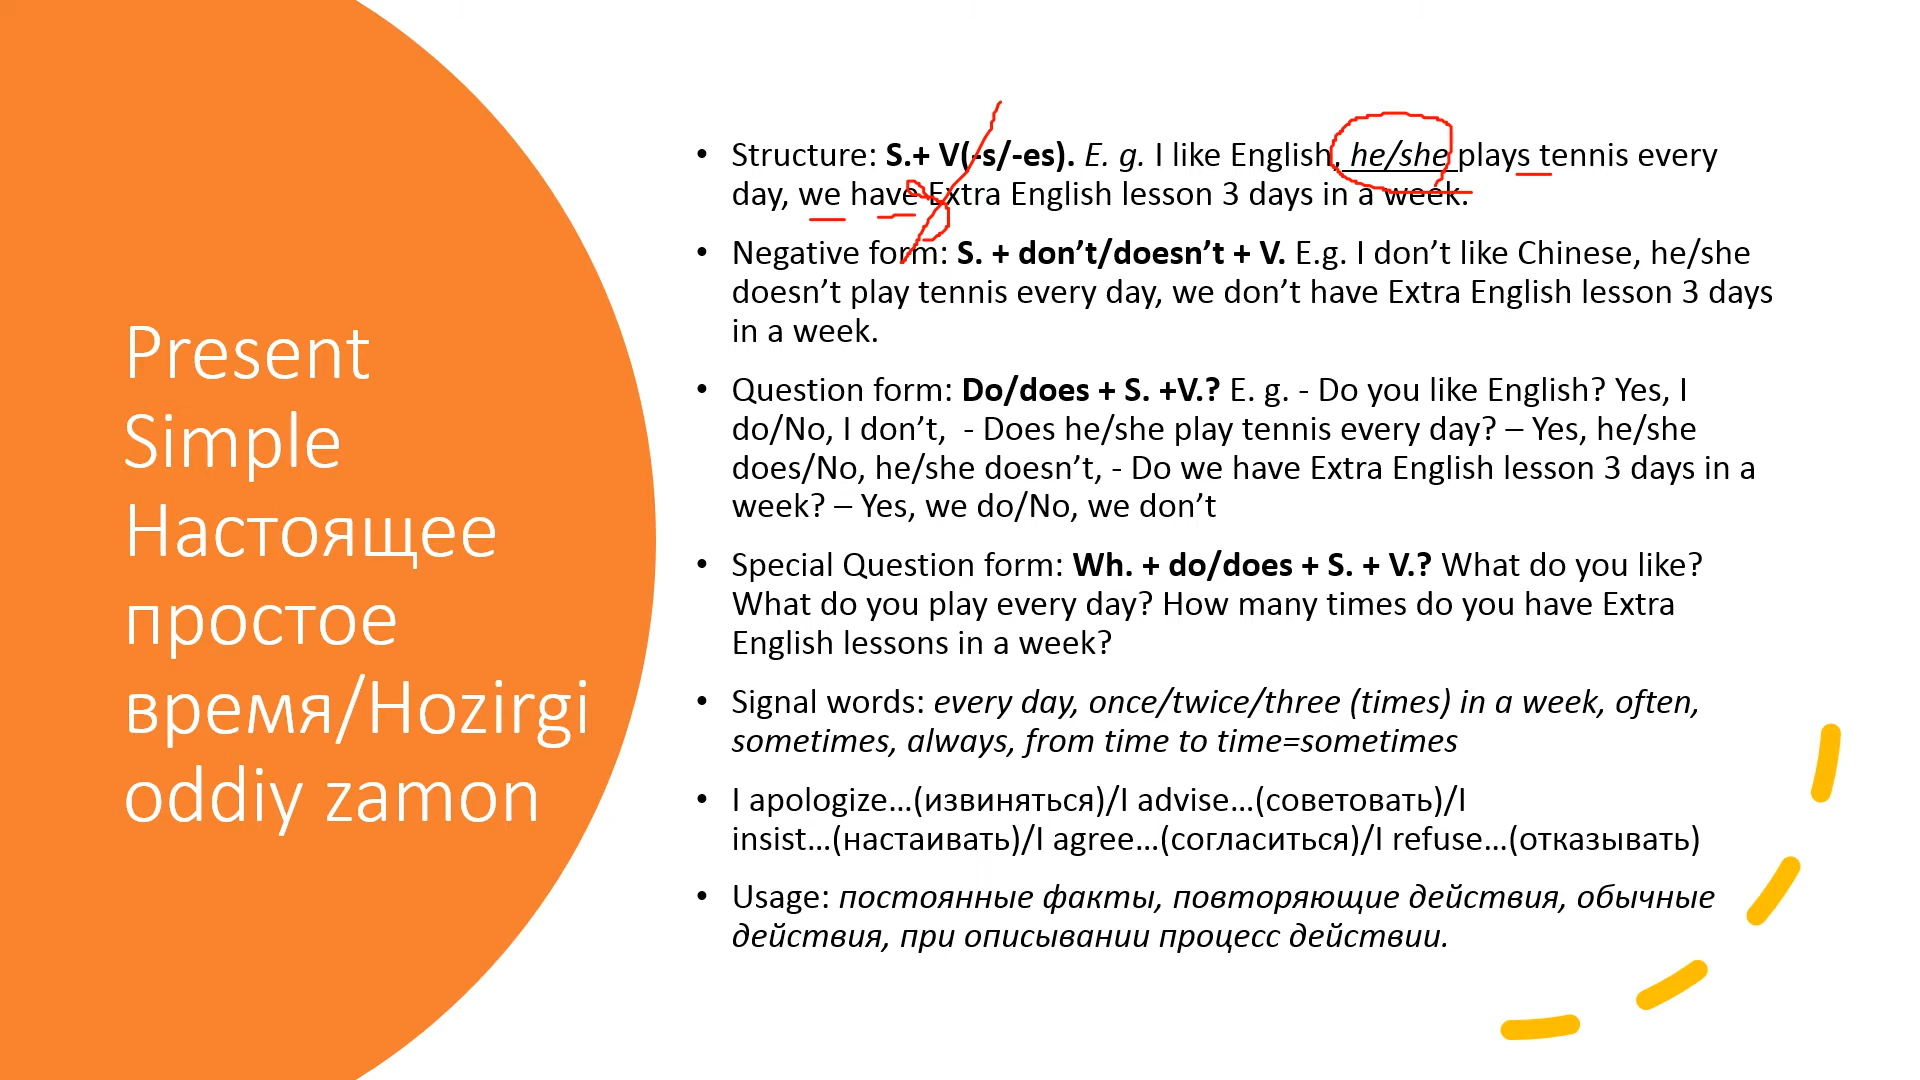 Present
Simple
Настоящее
простое
время/Hozirgi
oddiy zamon
• Structure: S.+ V(-s/-es). E. g. I like English, he/she plays tennis every
day, we have Extra English lesson 3 days in a week.
• Negative form: S. + don’t/doesn’t + V. E.g. I don’t like Chinese, he/she
doesn’t play tennis every day, we don’t have Extra English lesson 3 days
in a week.
• Question form: Do/does + S. +V.? E. g. - Do you like English? Yes, I
do/No, I don’t,  - Does he/she play tennis every day? – Yes, he/she
does/No, he/she doesn’t, - Do we have Extra English lesson 3 days in a
week? – Yes, we do/No, we don’t
• Special Question form: Wh. + do/does + S. + V.? What do you like?
What do you play every day? How many times do you have Extra
English lessons in a week?
• Signal words: every day, once/twice/three (times) in a week, often,
sometimes, always, from time to time=sometimes
• I apologize…(извиняться)/I advise…(советовать)/I
insist…(настаивать)/I agree…(согласиться)/I refuse…(отказывать)
• Usage: постоянные факты, повторяющие действия, обычные
действия, при описывании процесс действии.